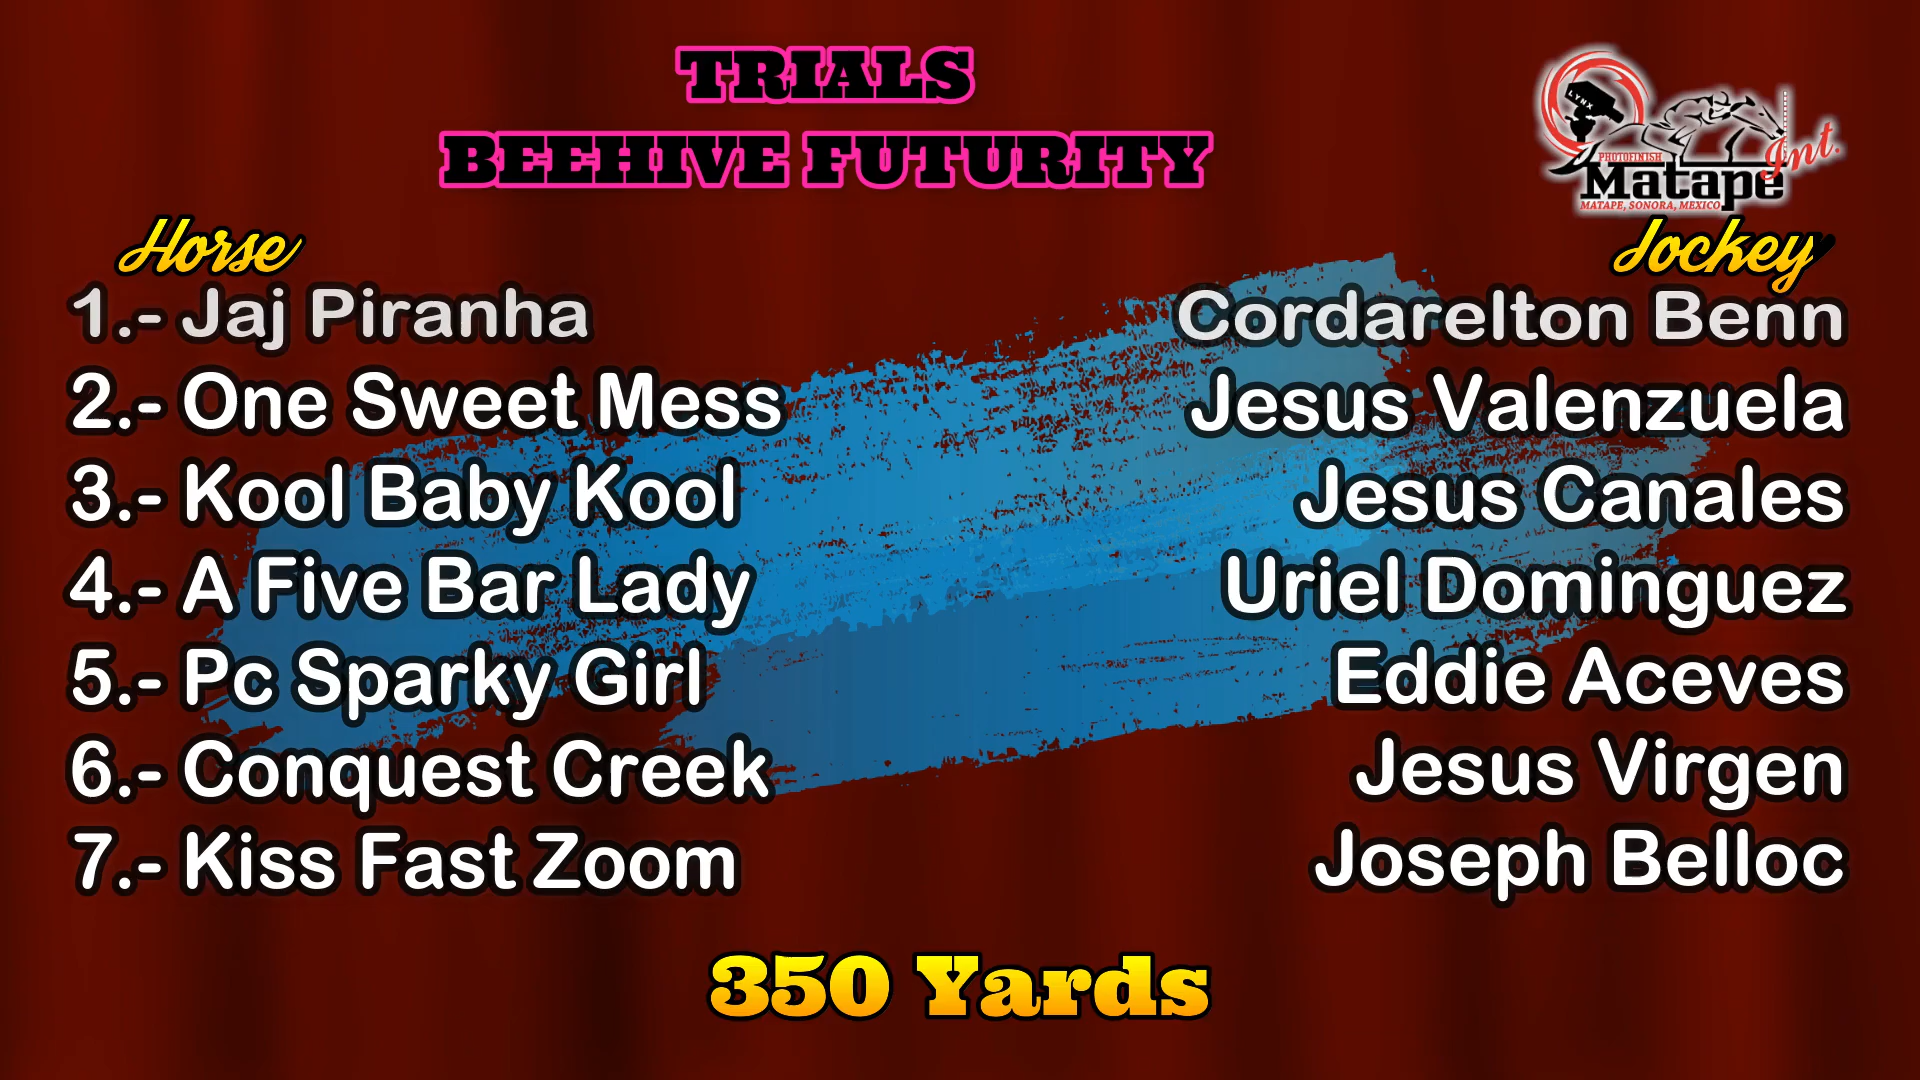 TRIALS
BEEHIVE FUTURITY
LYNX
PHOTOFINISH
Matape Int.
MATAPE, SONORA, MEXICO
Horse Jockey
1.- Jaj Piranha Cordarelton Benn
2.- One Sweet Mess Jesus Valenzuela
3.- Kool Baby Kool Jesus Canales
4.- A Five Bar Lady Uriel Dominguez
5.- Pc Sparky Girl Eddie Aceves
6.- Conquest Creek Jesus Virgen
7.- Kiss Fast Zoom Joseph Belloc
350 Yards